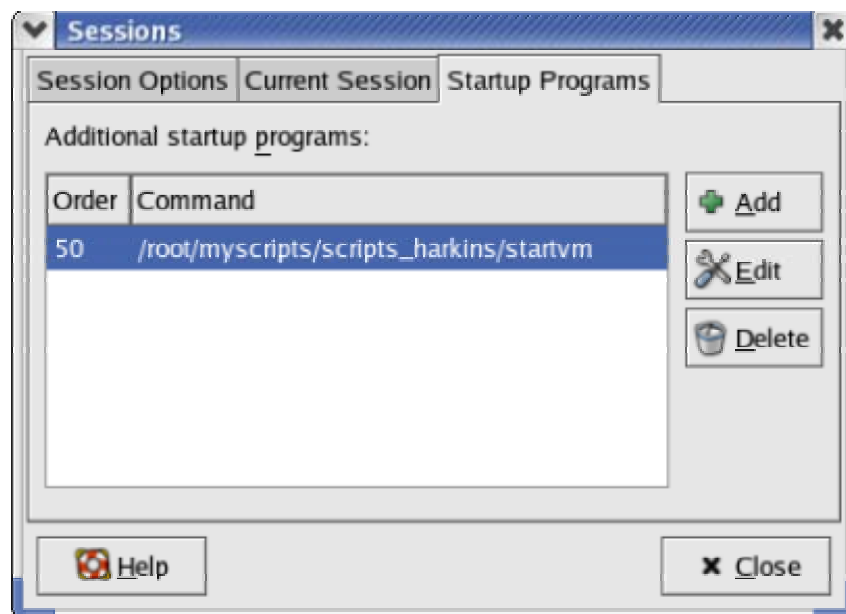 Sessions
Session Options Current Session Startup Programs
Additional startup programs:
Order Command
50 /root/myscripts/scripts_harkins/startvm
Add
Edit
Delete
Help
Close